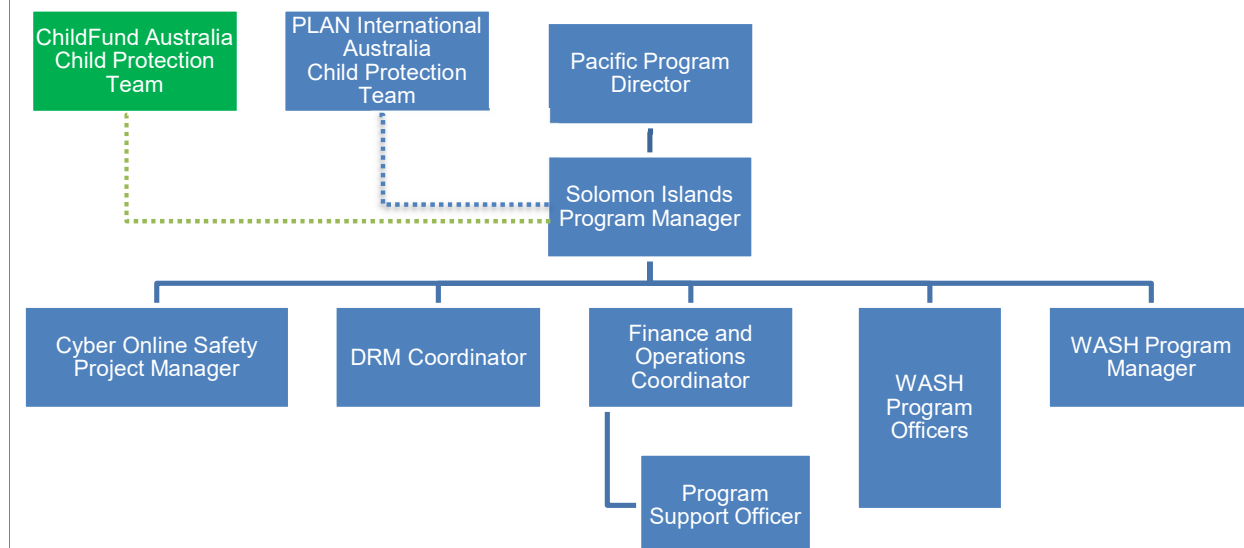 ChildFund Australia
Child Protection
Team
PLAN International
Australia
Child Protection
Team
Pacific Program
Director
Solomon Islands
Program Manager
Cyber Online Safety
Project Manager
DRM Coordinator
Finance and
Operations
Coordinator
WASH
Program
Officers
WASH Program
Manager
Program
Support Officer